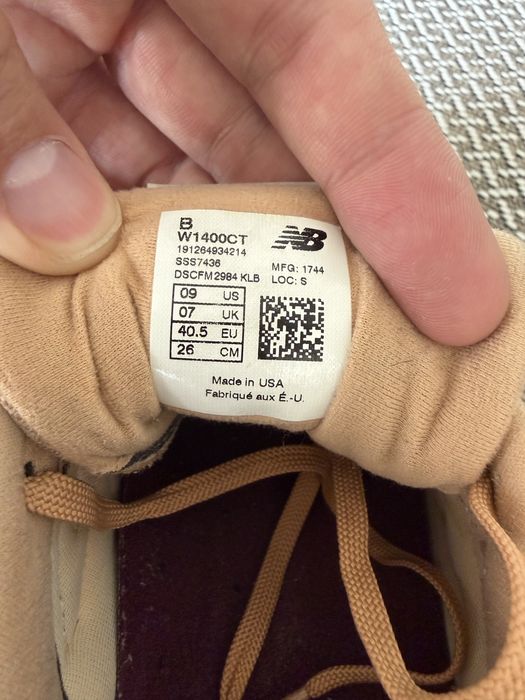 B
W1400CT
191264934214
SSS7436
DSCFM2984 KLB
NB
MFG: 1744
LOC: S
09 US
07 UK
40.5 EU
26 CM
Made in USA
Fabriqué aux É.-U.